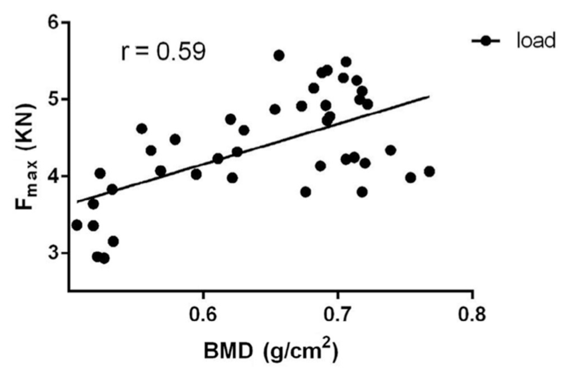 r = 0.59
load
6
5
4
3
0.6
0.7
0.8
Fmax (KN)
BMD (g/cm²)